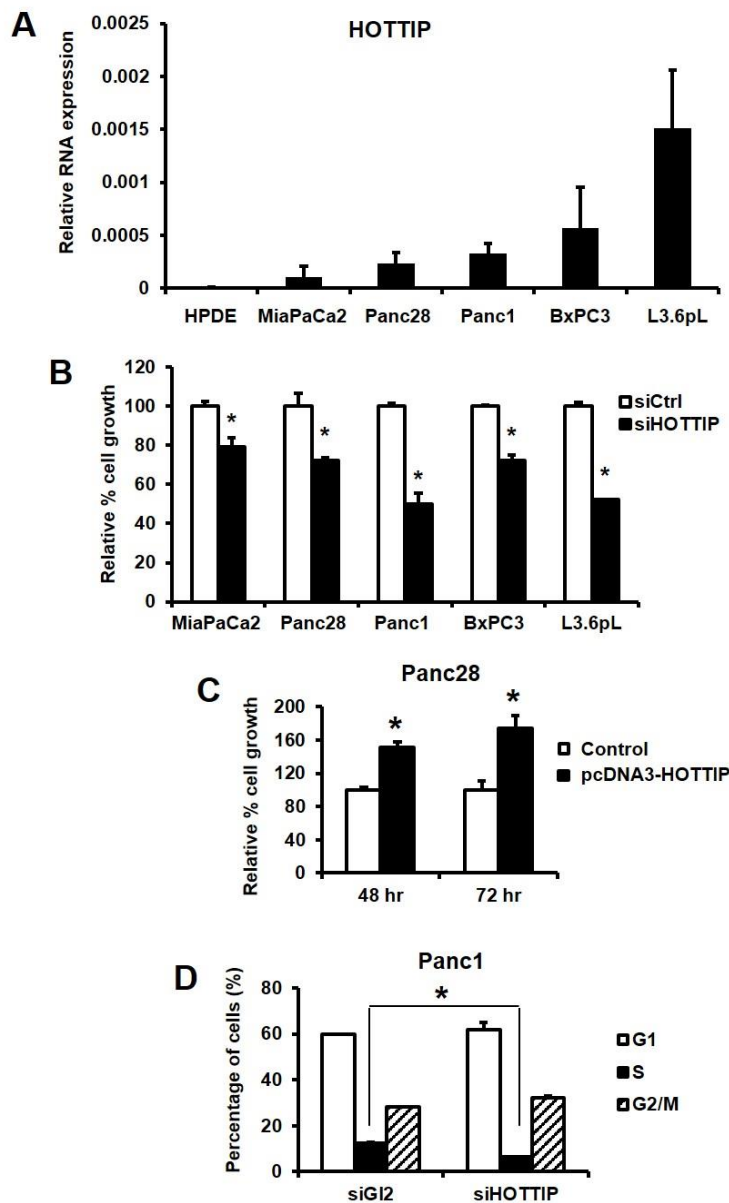 A
HOTTIP
Relative RNA expression
0.0025
0.002
0.0015
0.001
0.0005
0
HPDE MiaPaCa2 Panc28 Panc1 BxPC3 L3.6pL
B
Relative % cell growth
120
100
80
60
40
20
0
* * * * *
siCtrl
siHOTTIP
MiaPaCa2 Panc28 Panc1 BxPC3 L3.6pL
C
Panc28
Relative % cell growth
200
160
120
80
40
0
* *
Control
pcDNA3-HOTTIP
48 hr 72 hr
D
Panc1
Percentage of cells (%)
80
60
40
20
0
*
G1
S
G2/M
siGl2 siHOTTIP